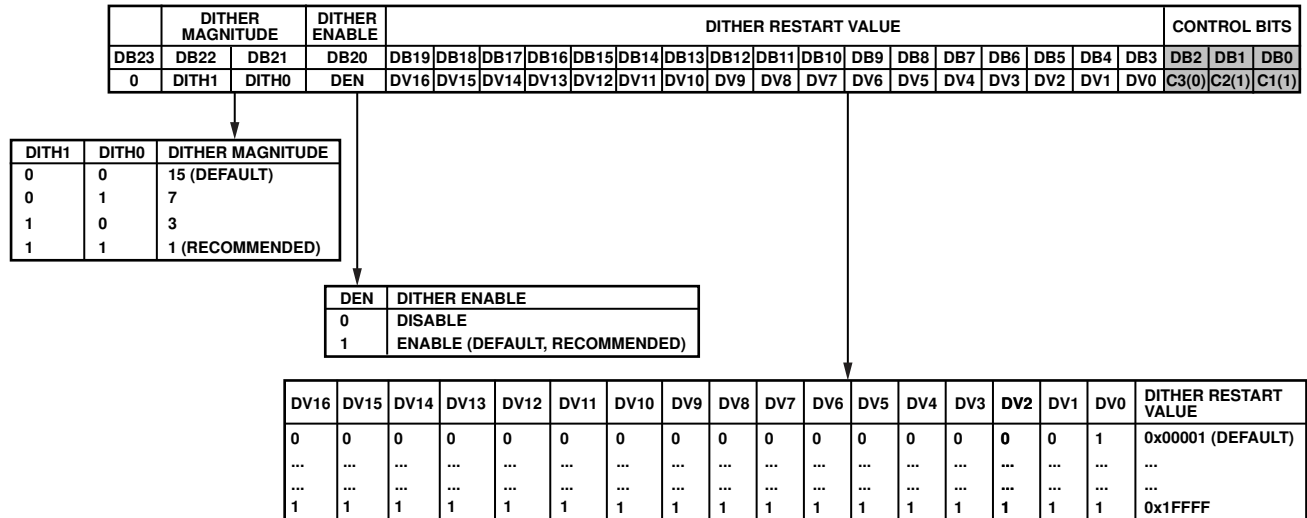 DITHER MAGNITUDE DITHER ENABLE DITHER RESTART VALUE CONTROL BITS
DB23 DB22 DB21 DB20 DB19 DB18 DB17 DB16 DB15 DB14 DB13 DB12 DB11 DB10 DB9 DB8 DB7 DB6 DB5 DB4 DB3 DB2 DB1 DB0
0 DITH1 DITH0 DEN DV16 DV15 DV14 DV13 DV12 DV11 DV10 DV9 DV8 DV7 DV6 DV5 DV4 DV3 DV2 DV1 DV0 C3(0) C2(1) C1(1)
DITH1 DITH0 DITHER MAGNITUDE
0 0 15 (DEFAULT)
0 1 7
1 0 3
1 1 1 (RECOMMENDED)
DEN DITHER ENABLE
0 DISABLE
1 ENABLE (DEFAULT, RECOMMENDED)
DV16 DV15 DV14 DV13 DV12 DV11 DV10 DV9 DV8 DV7 DV6 DV5 DV4 DV3 DV2 DV1 DV0 DITHER RESTART VALUE
0 0 0 0 0 0 0 0 0 0 0 0 0 0 0 0 1 0x00001 (DEFAULT)
... ... ... ... ... ... ... ... ... ... ... ... ... ... ... ... ... ...
... ... ... ... ... ... ... ... ... ... ... ... ... ... ... ... ... ...
1 1 1 1 1 1 1 1 1 1 1 1 1 1 1 1 1 0x1FFFF